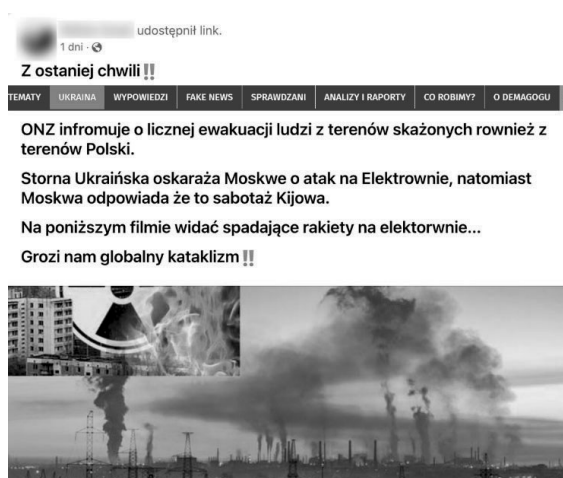 udostępnił link.
1 dni ·
Z ostaniej chwili‼
TEMATY UKRAINA WYPOWIEDZI FAKE NEWS SPRAWDZANI ANALIZY I RAPORTY CO ROBIMY? O DEMAGOGU
ONZ infromuje o licznej ewakuacji ludzi z terenów skażonych rownież z
terenów Polski.
Storna Ukraińska oskaraża Moskwe o atak na Elektrownie, natomiast
Moskwa odpowiada że to sabotaż Kijowa.
Na poniższym filmie widać spadające rakiety na elektorwnie...
Grozi nam globalny kataklizm‼